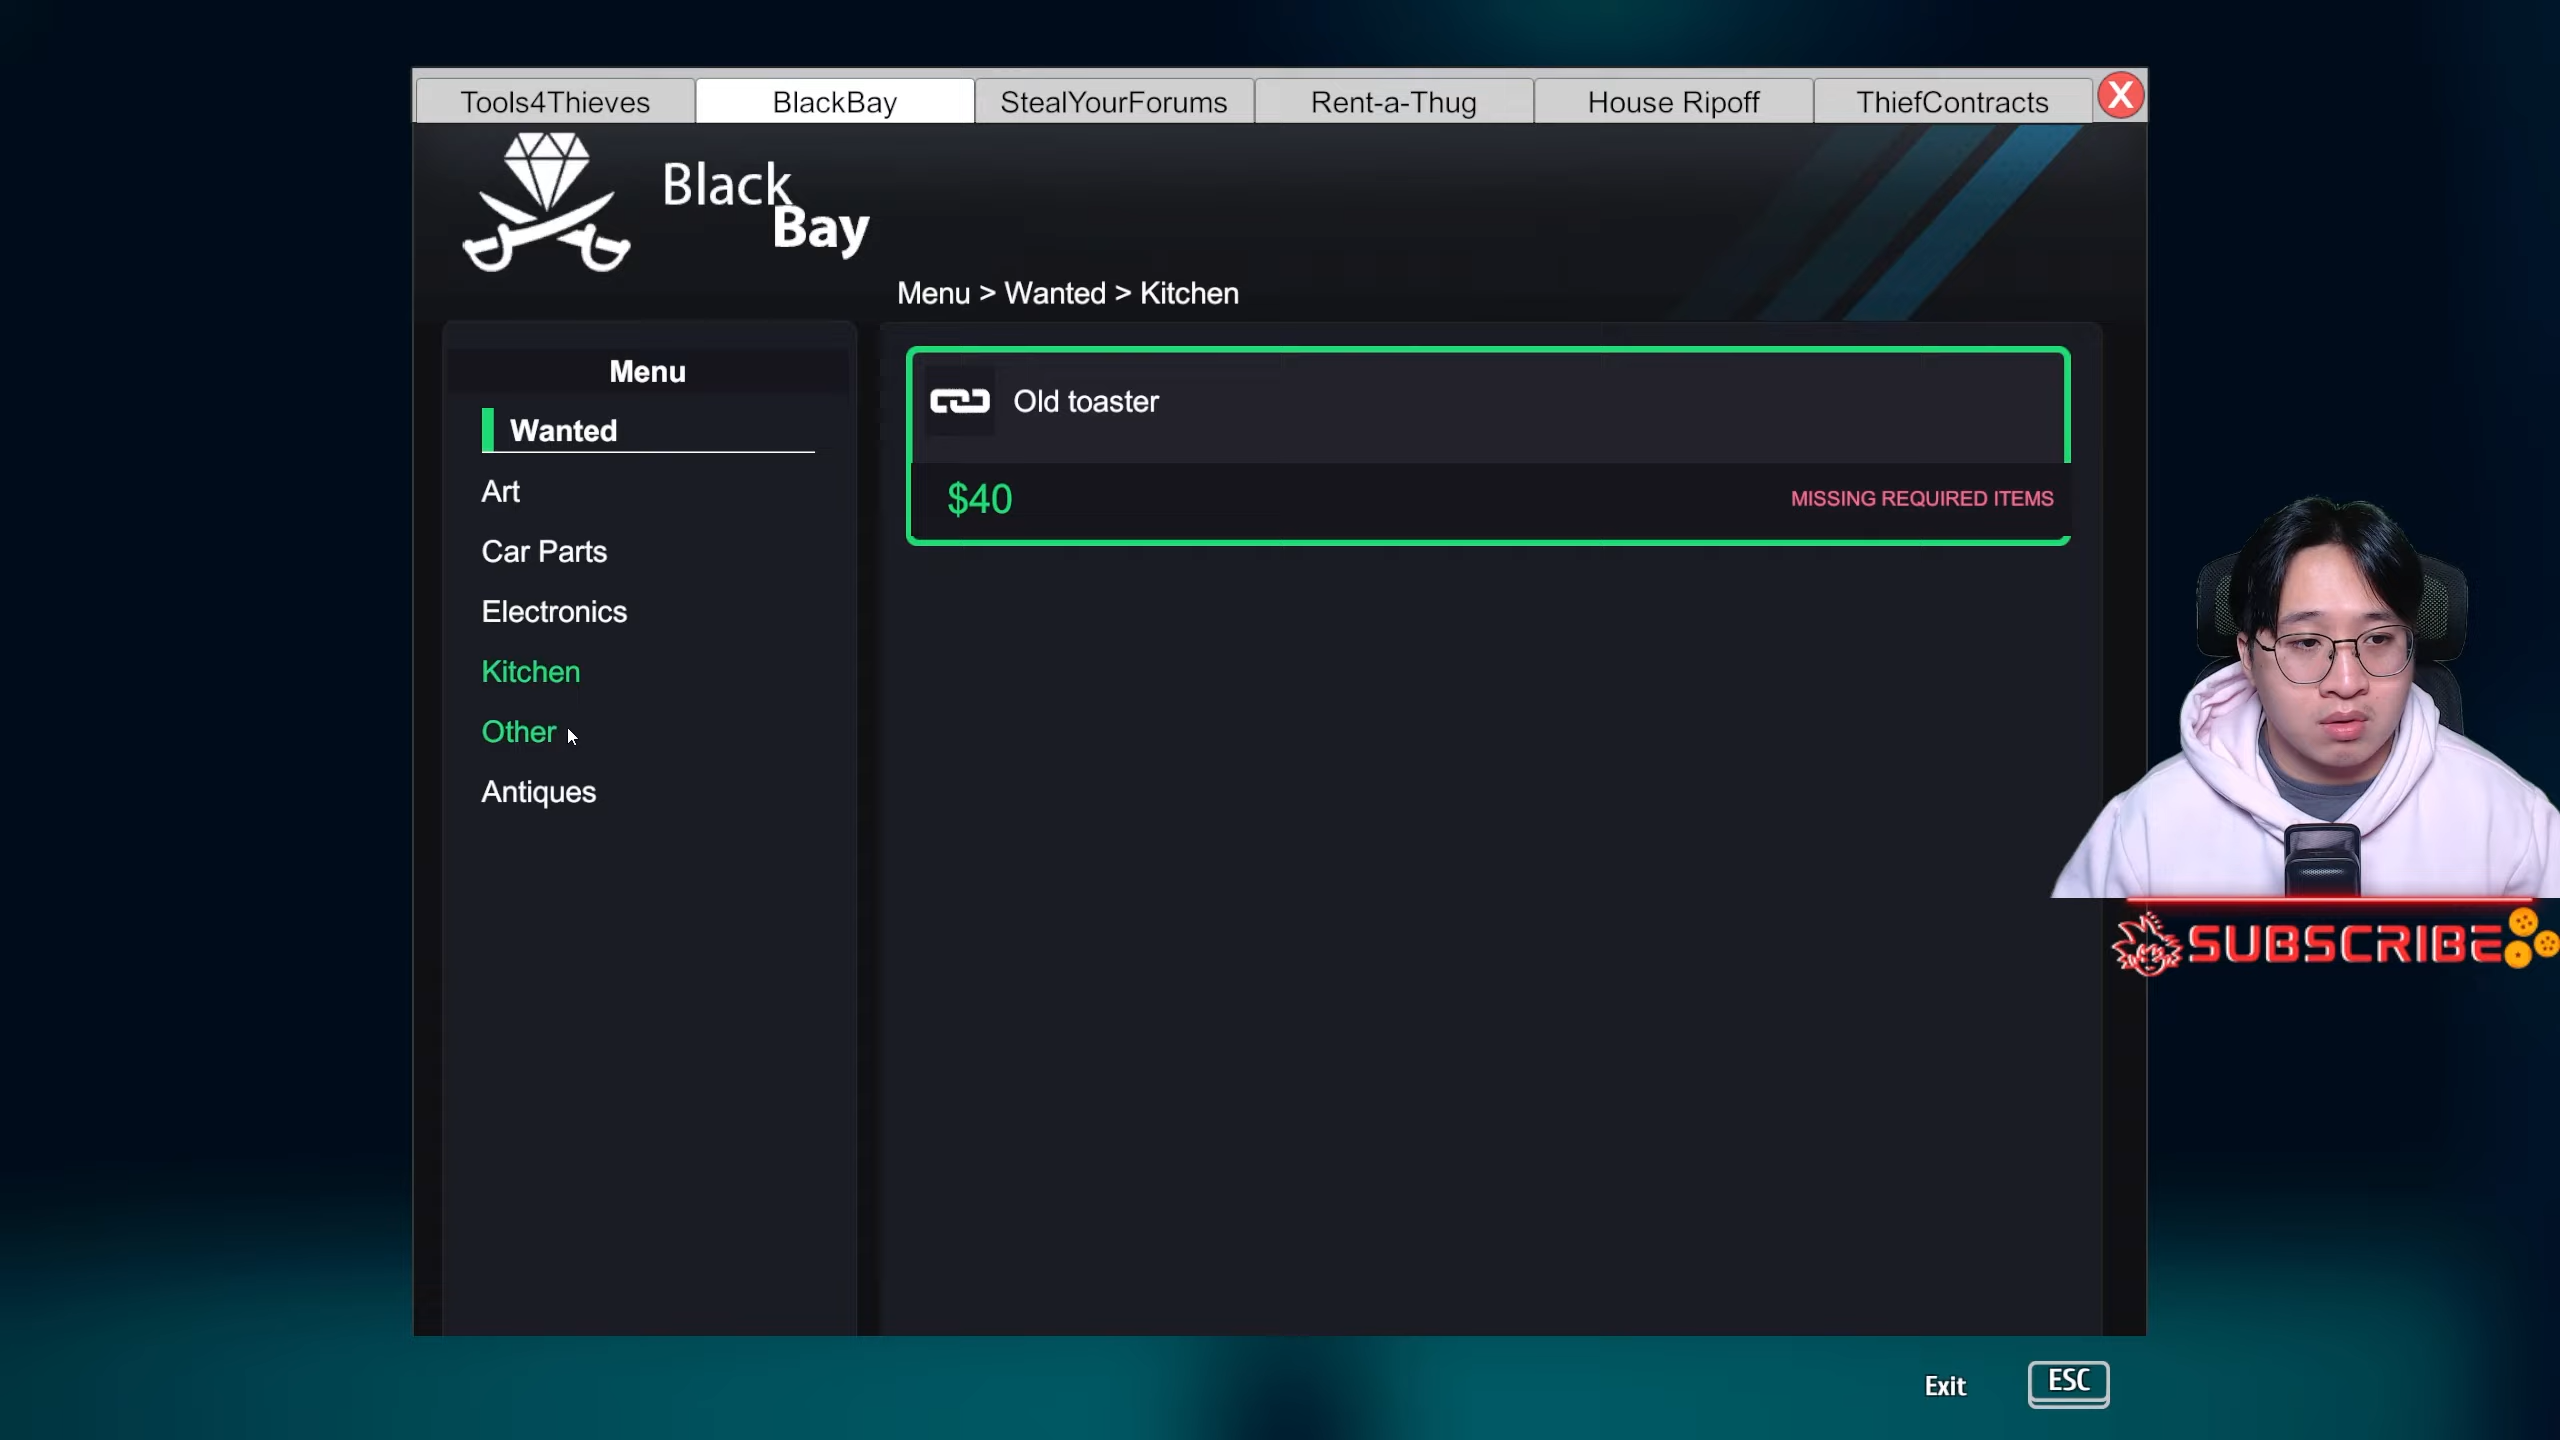 Tools4Thieves
BlackBay
StealYourForums
Rent-a-Thug
House Ripoff
ThiefContracts
X
Black
Bay
Menu > Wanted > Kitchen
Menu
Wanted
Art
Car Parts
Electronics
Kitchen
Other
Antiques
Old toaster
$40
MISSING REQUIRED ITEMS
SUBSCRIBE
Exit
ESC